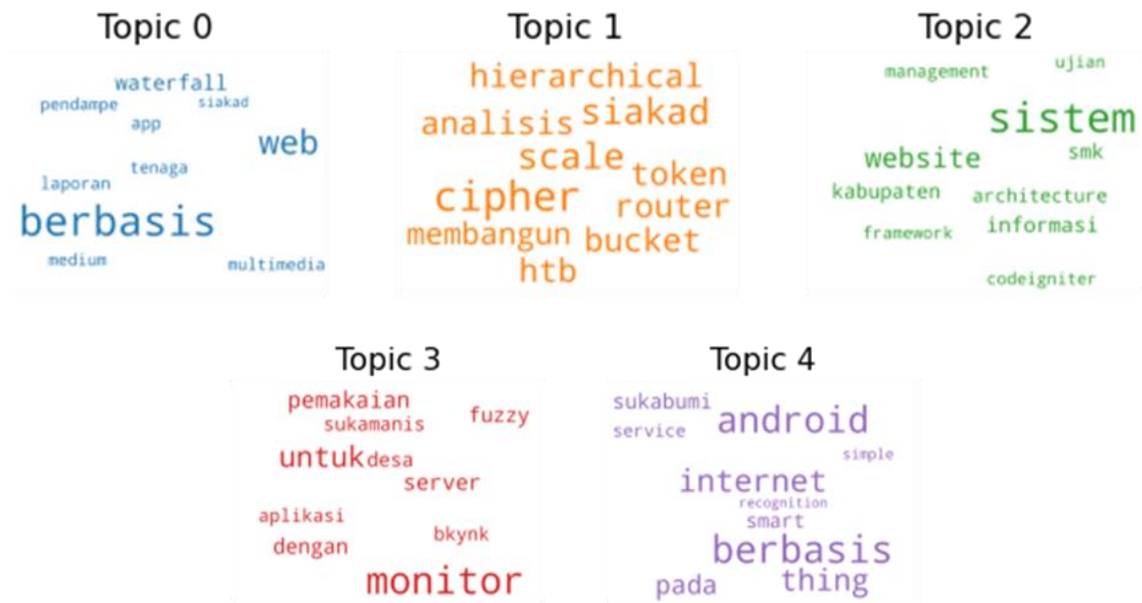 Topic 0
waterfall
pendampe siakad
app
web
tenaga
laporan
berbasis
medium
multimedia
Topic 1
hierarchical
analisis siakad
scale
token
cipher
router
membangun bucket
htb
Topic 2
ujian
management
sistem
website
smk
kabupaten
architecture
informasi
framework
codeigniter
Topic 3
pemakaian
fuzzy
sukamanis
untuk desa
server
aplikasi
bkynk
dengan
monitor
Topic 4
sukabumi
android
service
simple
internet
recognition
smart
berbasis
pada thing